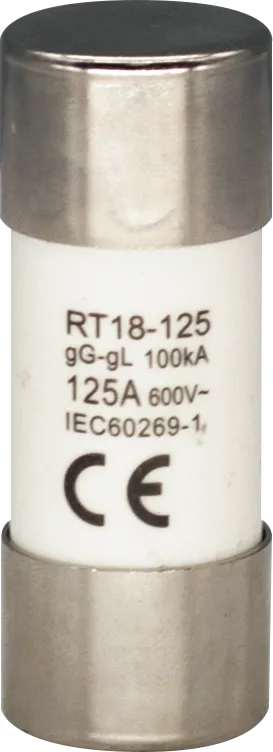 RT18-125
gG-gL 100kA
125A 600V~
IEC60269-1
CE